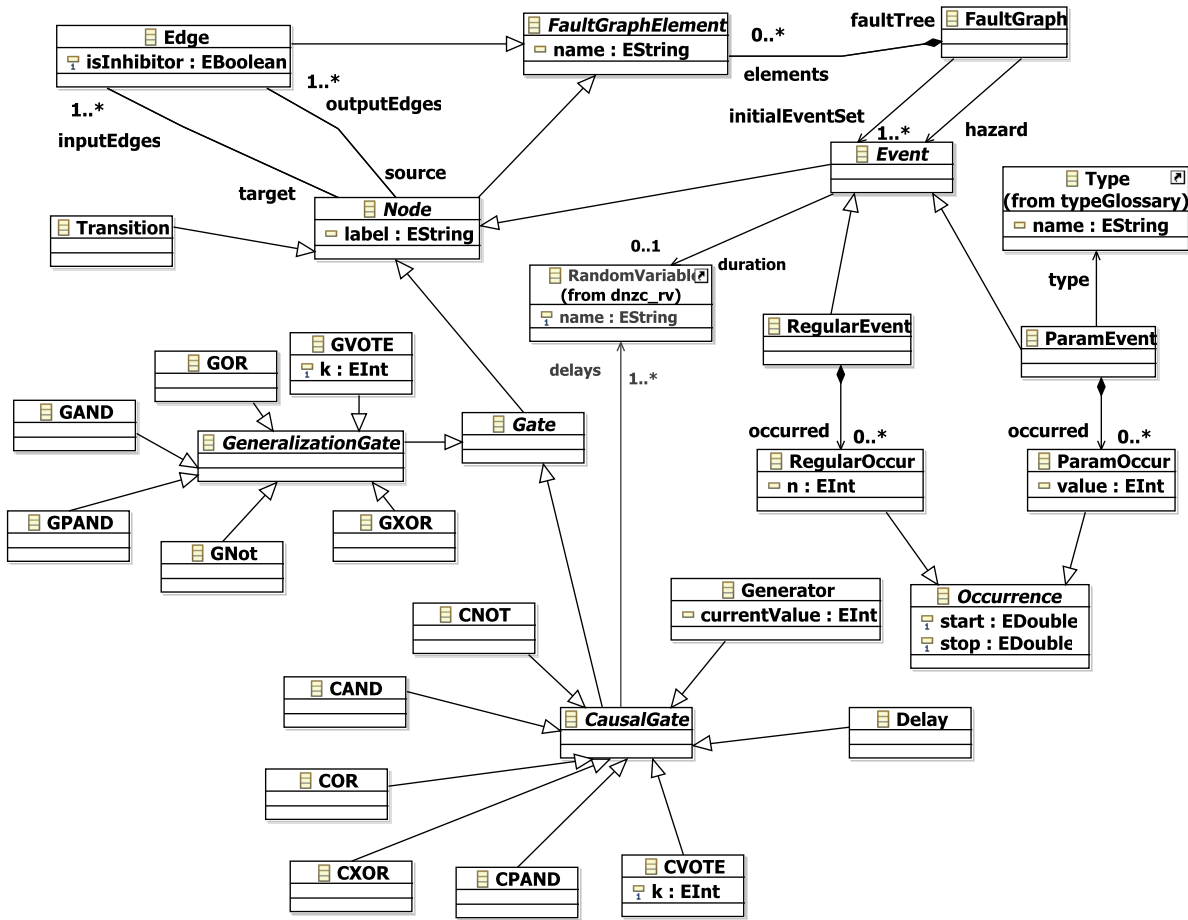 Edge
isInhibitor : EBoolean
FaultGraphElement
name : EString
0..*
elements
faultTree
FaultGraph
1..*
outputEdges
1..*
inputEdges
source
target
initialEventSet
1..*
hazard
Event
Type
(from typeGlossary)
name : EString
Node
label : EString
Transition
0..1
duration
RandomVariable
(from dnzc_rv)
name : EString
type
RegularEvent
ParamEvent
GVOTE
k : EInt
GOR
delays
1..*
GAND
GeneralizationGate
Gate
occurred
0..*
occurred
0..*
RegularOccur
n : EInt
ParamOccur
value : EInt
GPAND
GNot
GXOR
Generator
currentValue : EInt
Occurrence
start : EDouble
stop : EDouble
CNOT
CAND
CausalGate
Delay
COR
CXOR
CPAND
CVOTE
k : EInt